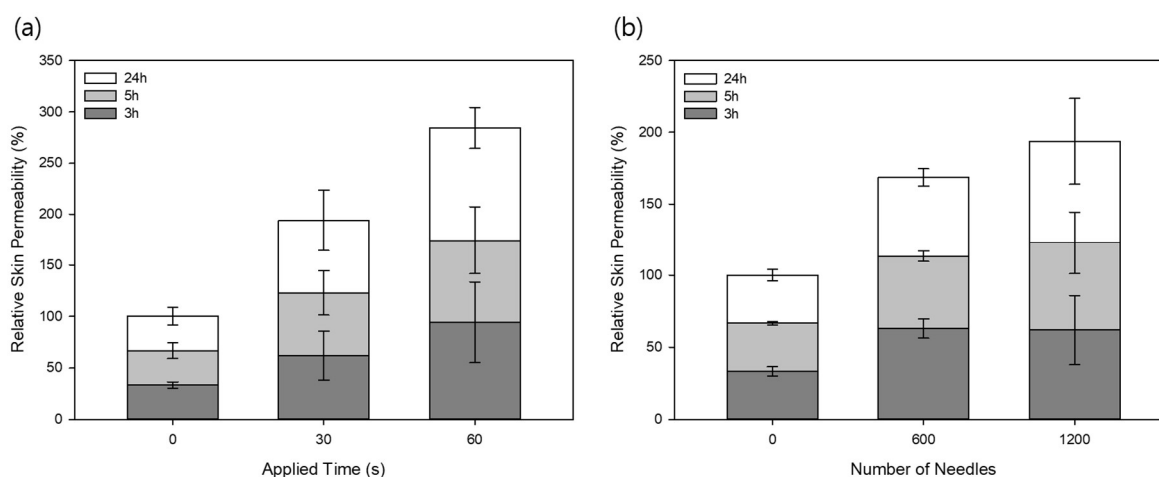 (a)
350
300
250
200
150
100
50
0
Relative Skin Permeability (%)
24h
5h
3h
0 30 60
Applied Time (s)
(b)
250
200
150
100
50
0
Relative Skin Permeability (%)
24h
5h
3h
0 600 1200
Number of Needles